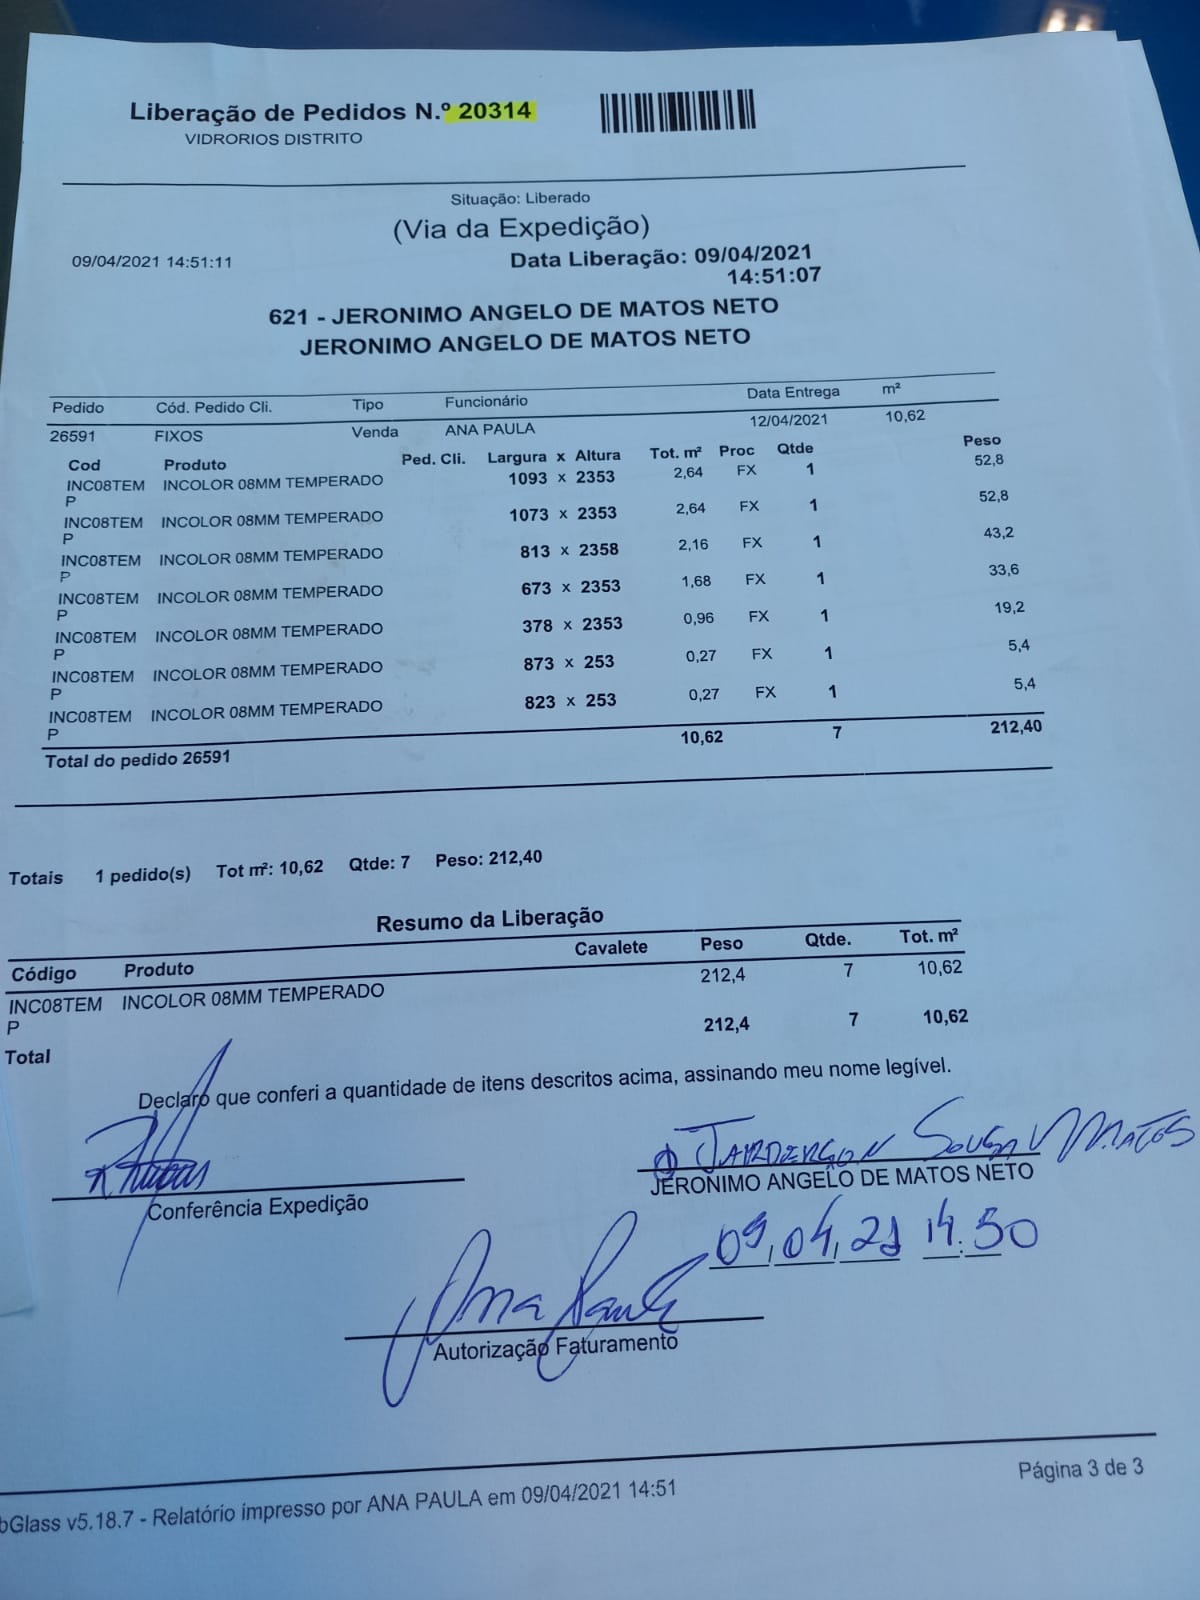 Liberação de Pedidos N.º 20314
VIDRORIOS DISTRITO
Situação: Liberado
(Via da Expedição)
09/04/2021 14:51:11 Data Liberação: 09/04/2021
14:51:07
621 - JERONIMO ANGELO DE MATOS NETO
JERONIMO ANGELO DE MATOS NETO
Pedido Cód. Pedido Cli. Tipo Funcionário Data Entrega m²
26591 FIXOS Venda ANA PAULA 12/04/2021 10,62
Cod Produto Ped. Cli. Largura x Altura Tot. m² Proc Qtde Peso
INC08TEM INCOLOR 08MM TEMPERADO 1093 x 2353 2,64 FX 1 52,8
P
INC08TEM INCOLOR 08MM TEMPERADO 1073 x 2353 2,64 FX 1 52,8
P
INC08TEM INCOLOR 08MM TEMPERADO 813 x 2358 2,16 FX 1 43,2
P
INC08TEM INCOLOR 08MM TEMPERADO 673 x 2353 1,68 FX 1 33,6
P
INC08TEM INCOLOR 08MM TEMPERADO 378 x 2353 0,96 FX 1 19,2
P
INC08TEM INCOLOR 08MM TEMPERADO 873 x 253 0,27 FX 1 5,4
P
INC08TEM INCOLOR 08MM TEMPERADO 823 x 253 0,27 FX 1 5,4
P
Total do pedido 26591 10,62 7 212,40
Totais 1 pedido(s) Tot m²: 10,62 Qtde: 7 Peso: 212,40
Resumo da Liberação
Código Produto Cavalete Peso Qtde. Tot. m²
INC08TEM INCOLOR 08MM TEMPERADO 212,4 7 10,62
P
Total 212,4 7 10,62
Declaro que conferi a quantidade de itens descritos acima, assinando meu nome legível.
Sousa Matos
Conferência Expedição JERONIMO ANGELO DE MATOS NETO
09,04,21 14:50
Ana Paula
Autorização Faturamento
bGlass v5.18.7 - Relatório impresso por ANA PAULA em 09/04/2021 14:51 Página 3 de 3